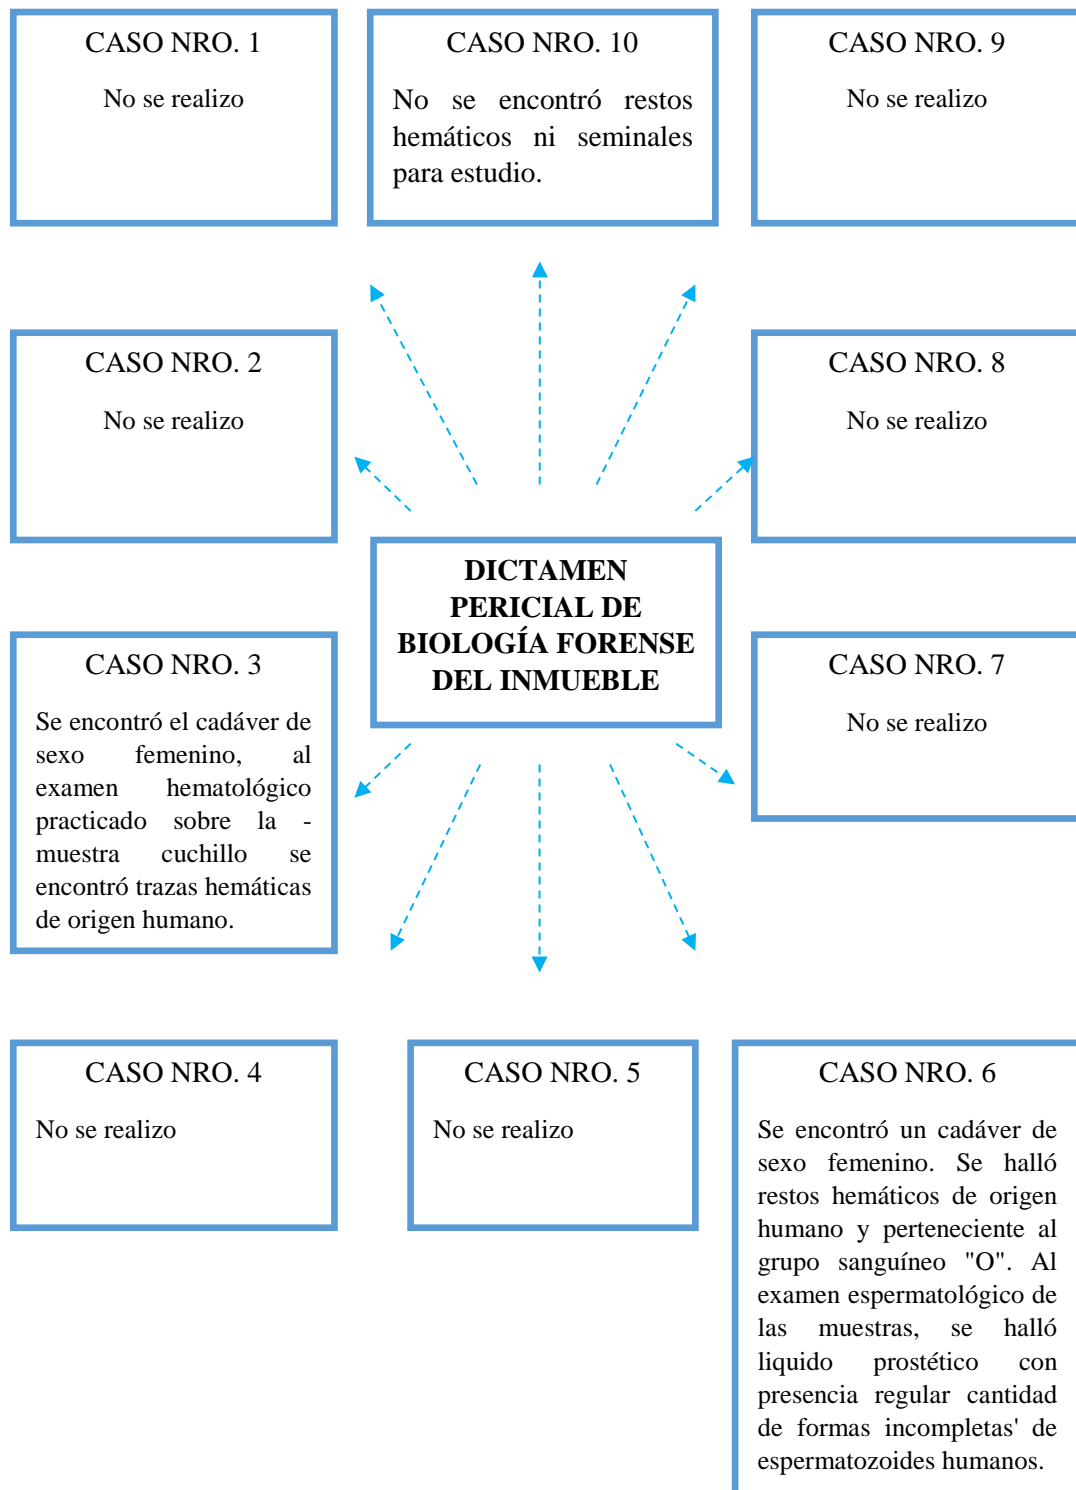 CASO NRO. 1
No se realizo
CASO NRO. 10
No se encontró restos
hemáticos ni seminales
para estudio.
CASO NRO. 9
No se realizo
CASO NRO. 2
No se realizo
CASO NRO. 8
No se realizo
DICTAMEN
PERICIAL DE
BIOLOGÍA FORENSE
DEL INMUEBLE
CASO NRO. 3
Se encontró el cadáver de
sexo femenino, al
examen hematológico
practicado sobre la -
muestra cuchillo se
encontró trazas hemáticas
de origen humano.
CASO NRO. 7
No se realizo
CASO NRO. 4
No se realizo
CASO NRO. 5
No se realizo
CASO NRO. 6
Se encontró un cadáver de
sexo femenino. Se halló
restos hemáticos de origen
humano y perteneciente al
grupo sanguíneo "O". Al
examen espermatológico de
las muestras, se halló
liquido prostético con
presencia regular cantidad
de formas incompletas' de
espermatozoides humanos.